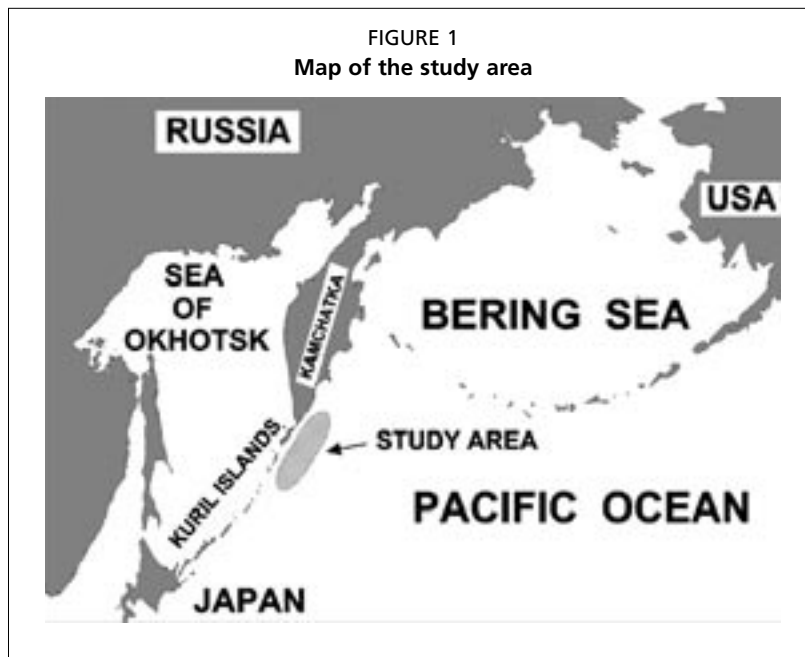 FIGURE 1
Map of the study area
RUSSIA
USA
SEA
OF
OKHOTSK
KAMCHATKA
BERING SEA
STUDY AREA
KURIL ISLANDS
PACIFIC OCEAN
JAPAN